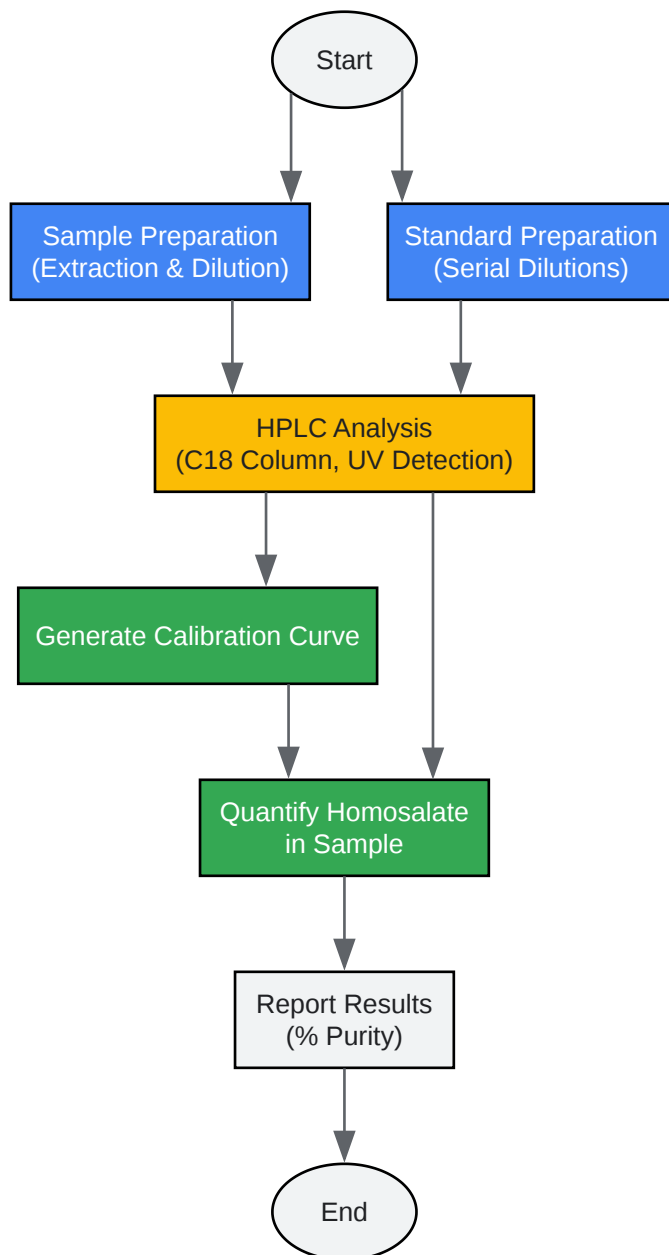 Start
Sample Preparation
(Extraction & Dilution)
Standard Preparation
(Serial Dilutions)
HPLC Analysis
(C18 Column, UV Detection)
Generate Calibration Curve
Quantify Homosalate
in Sample
Report Results
(% Purity)
End